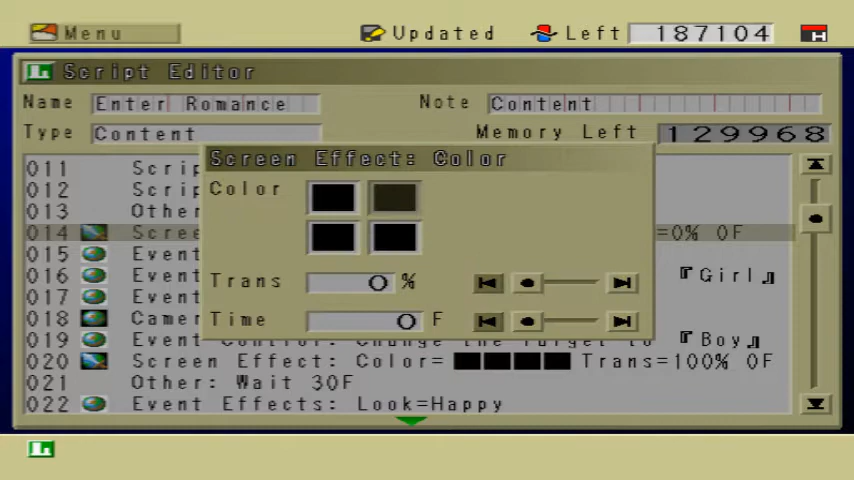 Menu Updated Left 187104
Script Editor
Name Enter Romance Note Content
Type Content Memory Left 129968
Screen Effect: Color
011 Scrip
012 Scrip
013 Other
014 Scree =0% 0F
015 Event
016 Event 『Girl』
017 Event
018 Camer
Color
Trans 0 %
Time 0 F
019 Event Control: Change the Target to 『Boy』
020 Screen Effect: Color= Trans=100% 0F
021 Other: Wait 30F
022 Event Effects: Look=Happy